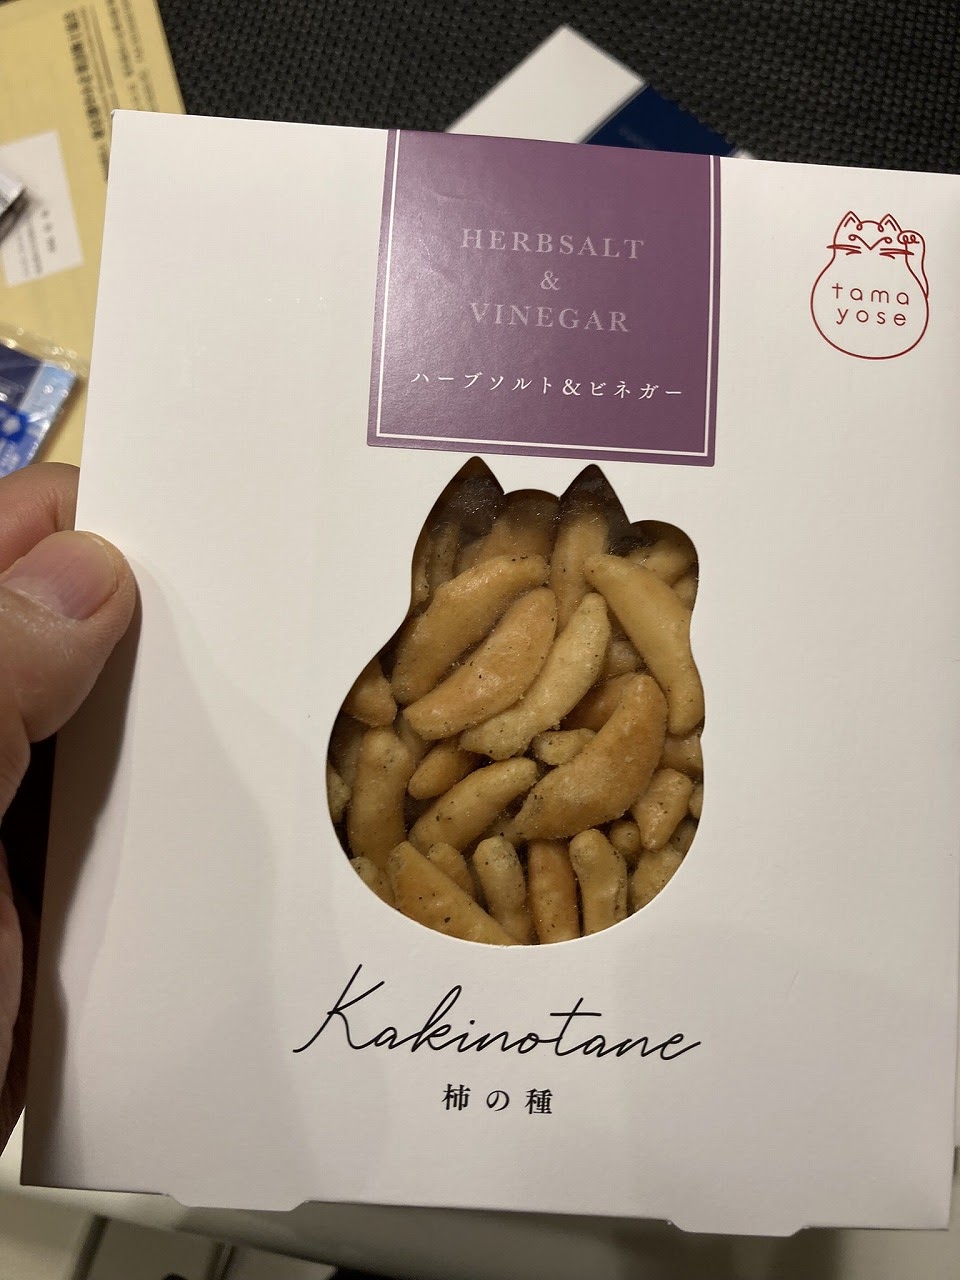 HERBSALT
&
VINEGAR
ハーブソルト&ビネガー
tama
yose
Kakinotane
柿の種